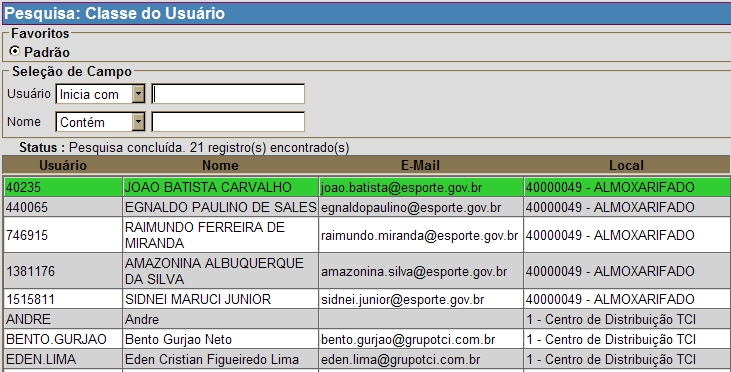 Pesquisa: Classe do Usuário
Favoritos
Padrão
Seleção de Campo
Usuário Inicia com
Nome Contém
Status : Pesquisa concluída. 21 registro(s) encontrado(s)
Usuário Nome E-Mail Local
40235 JOAO BATISTA CARVALHO joao.batista@esporte.gov.br 40000049 - ALMOXARIFADO
440065 EGNALDO PAULINO DE SALES egnaldopaulino@esporte.gov.br 40000049 - ALMOXARIFADO
746915 RAIMUNDO FERREIRA DE MIRANDA raimundo.miranda@esporte.gov.br 40000049 - ALMOXARIFADO
1381176 AMAZONINA ALBUQUERQUE DA SILVA amazonina.silva@esporte.gov.br 40000049 - ALMOXARIFADO
1515811 SIDNEI MARUCI JUNIOR sidnei.junior@esporte.gov.br 40000049 - ALMOXARIFADO
ANDRE Andre 1 - Centro de Distribuição TCI
BENTO.GURJAO Bento Gurjao Neto bento.gurjao@grupotci.com.br 1 - Centro de Distribuição TCI
EDEN.LIMA Eden Cristian Figueiredo Lima eden.lima@grupotci.com.br 1 - Centro de Distribuição TCI